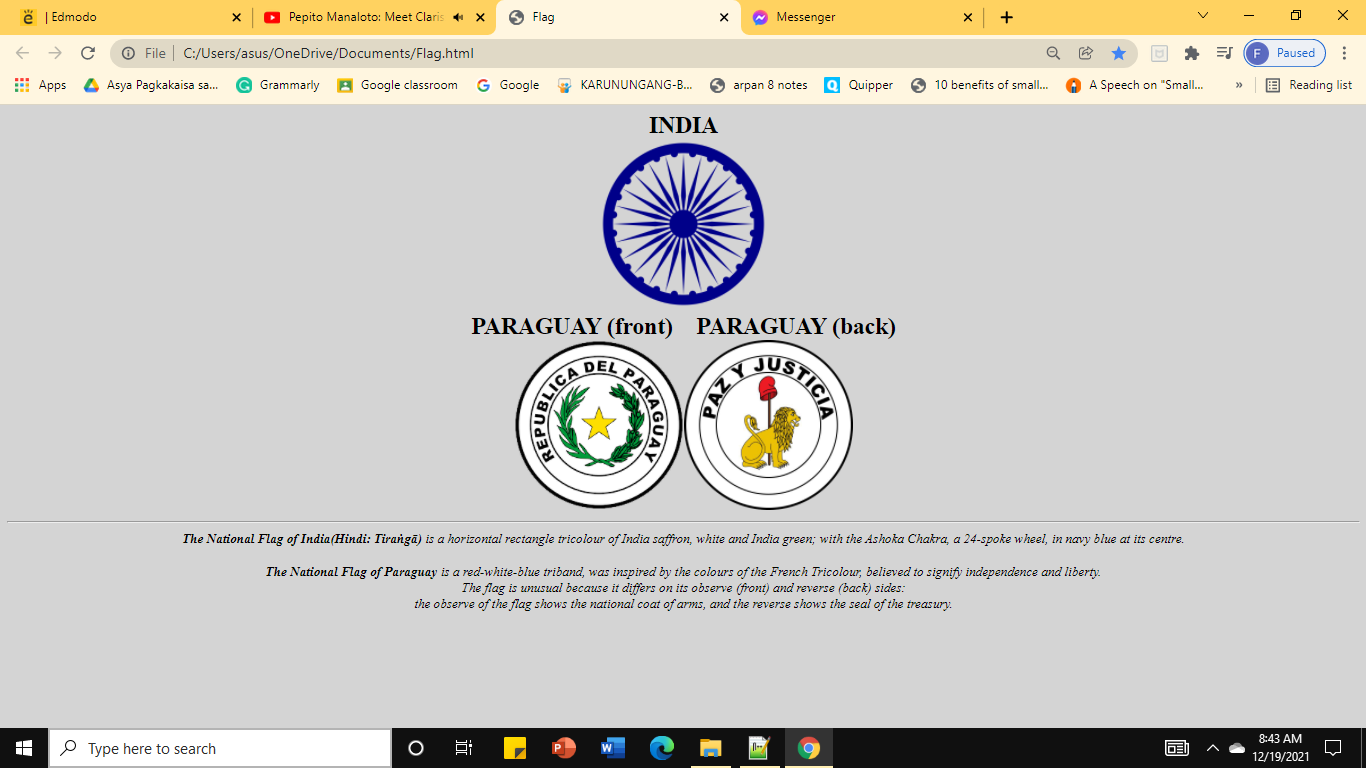 | Edmodo
Pepito Manaloto: Meet Claris
Flag
Messenger
File
C:/Users/asus/OneDrive/Documents/Flag.html
F
Paused
Apps
Asya Pagkakaisa sa...
Grammarly
Google classroom
Google
KARUNUNGANG-B...
arpan 8 notes
Quipper
10 benefits of small...
A Speech on "Small...
»
Reading list
INDIA
PARAGUAY (front) PARAGUAY (back)
REPUBLICA DEL PARAGUAY
PAZ Y JUSTICIA
The National Flag of India(Hindi: Tiraṅgā) is a horizontal rectangle tricolour of India saffron, white and India green; with the Ashoka Chakra, a 24-spoke wheel, in navy blue at its centre.
The National Flag of Paraguay is a red-white-blue triband, was inspired by the colours of the French Tricolour, believed to signify independence and liberty.
The flag is unusual because it differs on its observe (front) and reverse (back) sides:
the observe of the flag shows the national coat of arms, and the reverse shows the seal of the treasury.
Type here to search
8:43 AM
12/19/2021